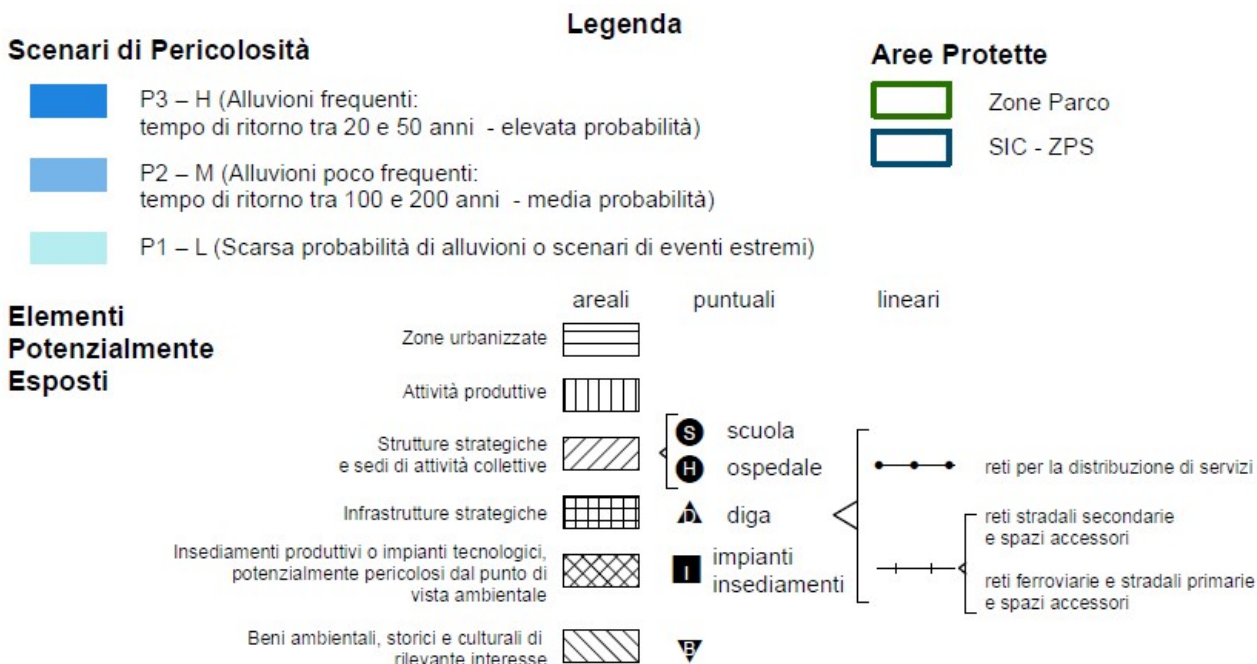 Legenda
Scenari di Pericolosità
P3 – H (Alluvioni frequenti:
tempo di ritorno tra 20 e 50 anni - elevata probabilità)
P2 – M (Alluvioni poco frequenti:
tempo di ritorno tra 100 e 200 anni - media probabilità)
P1 – L (Scarsa probabilità di alluvioni o scenari di eventi estremi)
Aree Protette
Zone Parco
SIC - ZPS
Elementi
Potenzialmente
Esposti
areali puntuali lineari
Zone urbanizzate
Attività produttive
Strutture strategiche
e sedi di attività collettive
Infrastrutture strategiche
Insediamenti produttivi o impianti tecnologici,
potenzialmente pericolosi dal punto di
vista ambientale
Beni ambientali, storici e culturali di
rilevante interesse
S scuola
H ospedale
D diga
I impianti
insediamenti
B
reti per la distribuzione di servizi
reti stradali secondarie
e spazi accessori
reti ferroviarie e stradali primarie
e spazi accessori